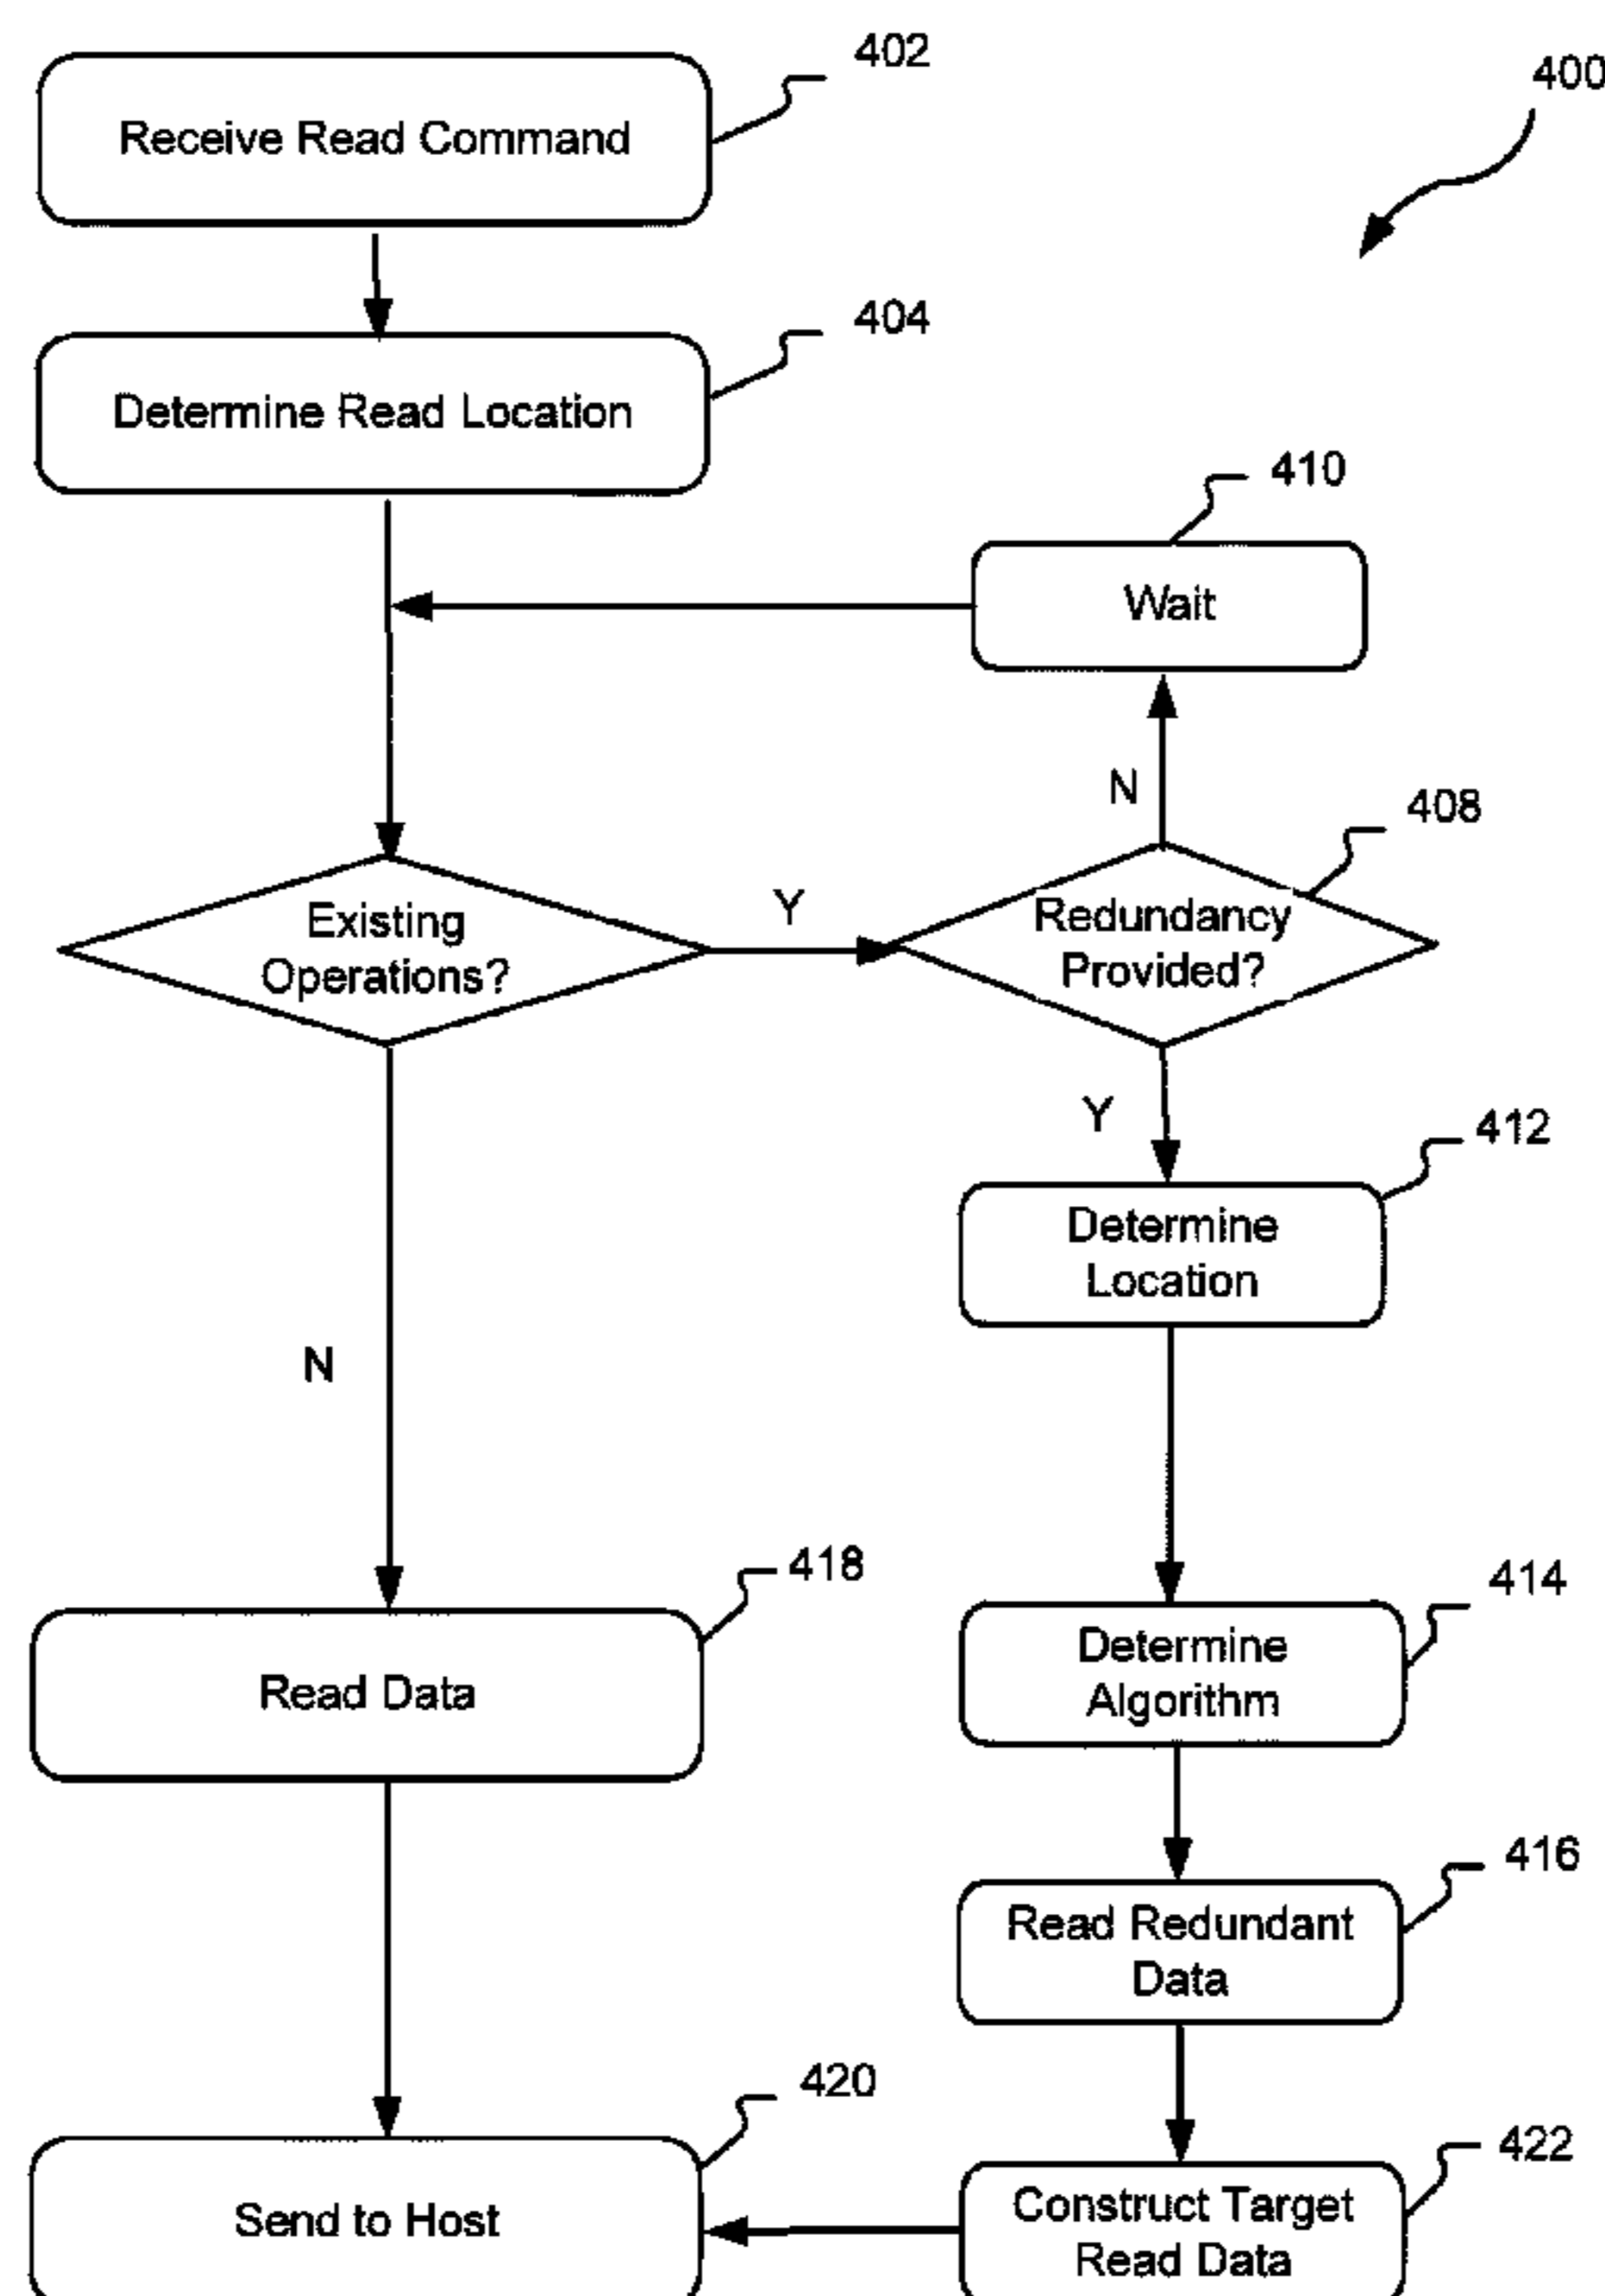 402
400
Receive Read Command
404
Determine Read Location
410
Wait
N
408
Existing
Operations?
Y
Redundancy
Provided?
Y
412
Determine
Location
N
418
414
Read Data
Determine
Algorithm
416
Read Redundant
Data
420
422
Send to Host
Construct Target
Read Data